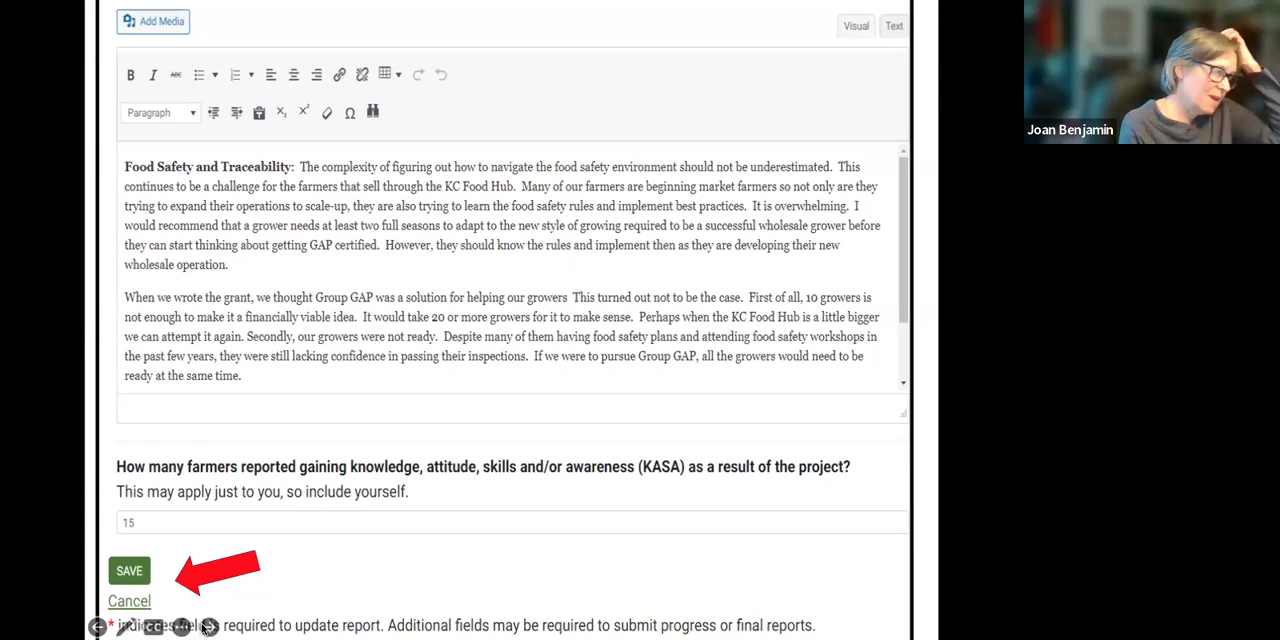 Add Media
Visual Text
Paragraph
Joan Benjamin
Food Safety and Traceability:  The complexity of figuring out how to navigate the food safety environment should not be underestimated.  This
continues to be a challenge for the farmers that sell through the KC Food Hub.  Many of our farmers are beginning market farmers so not only are they
trying to expand their operations to scale-up, they are also trying to learn the food safety rules and implement best practices.  It is overwhelming.  I
would recommend that a grower needs at least two full seasons to adapt to the new style of growing required to be a successful wholesale grower before
they can start thinking about getting GAP certified.  However, they should know the rules and implement then as they are developing their new
wholesale operation.
When we wrote the grant, we thought Group GAP was a solution for helping our growers  This turned out not to be the case.  First of all, 10 growers is
not enough to make it a financially viable idea.  It would take 20 or more growers for it to make sense.  Perhaps when the KC Food Hub is a little bigger
we can attempt it again. Secondly, our growers were not ready.  Despite many of them having food safety plans and attending food safety workshops in
the past few years, they were still lacking confidence in passing their inspections.  If we were to pursue Group GAP, all the growers would need to be
ready at the same time.
How many farmers reported gaining knowledge, attitude, skills and/or awareness (KASA) as a result of the project?
This may apply just to you, so include yourself.
15
SAVE
Cancel
* indicates fields required to update report. Additional fields may be required to submit progress or final reports.